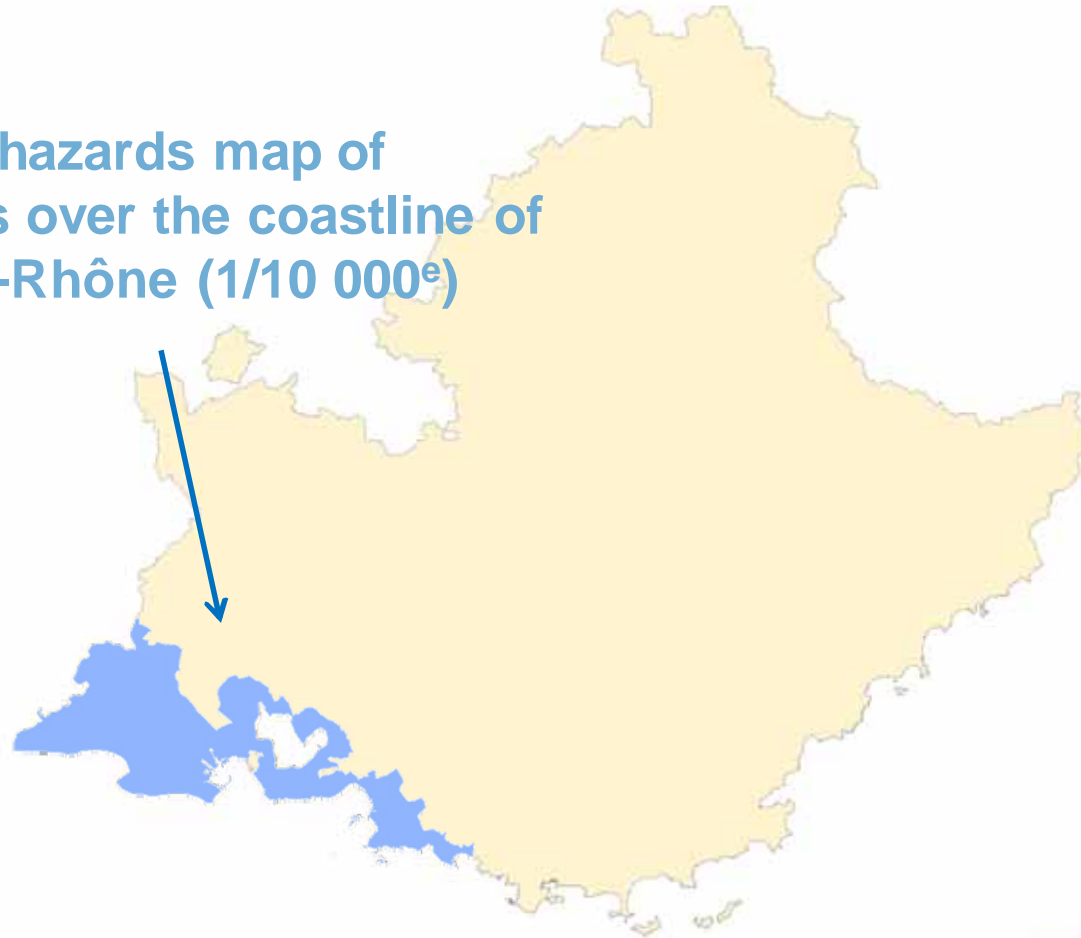 hazards map of
s over the coastline of
-Rhône (1/10 000ᵉ)